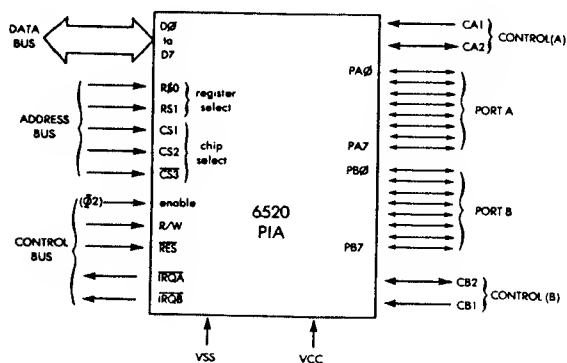 DATA
BUS
DØ
to
D7
ADDRESS
BUS
RS0
RS1
register
select
CS1
CS2
CS3
chip
select
CONTROL
BUS
(Φ2)
enable
R/W
RES
IRQA
IRQB
6520
PIA
VSS
VCC
CA1
CA2
CONTROL(A)
PAØ
PA7
PORT A
PBØ
PB7
PORT B
CB2
CB1
CONTROL (B)